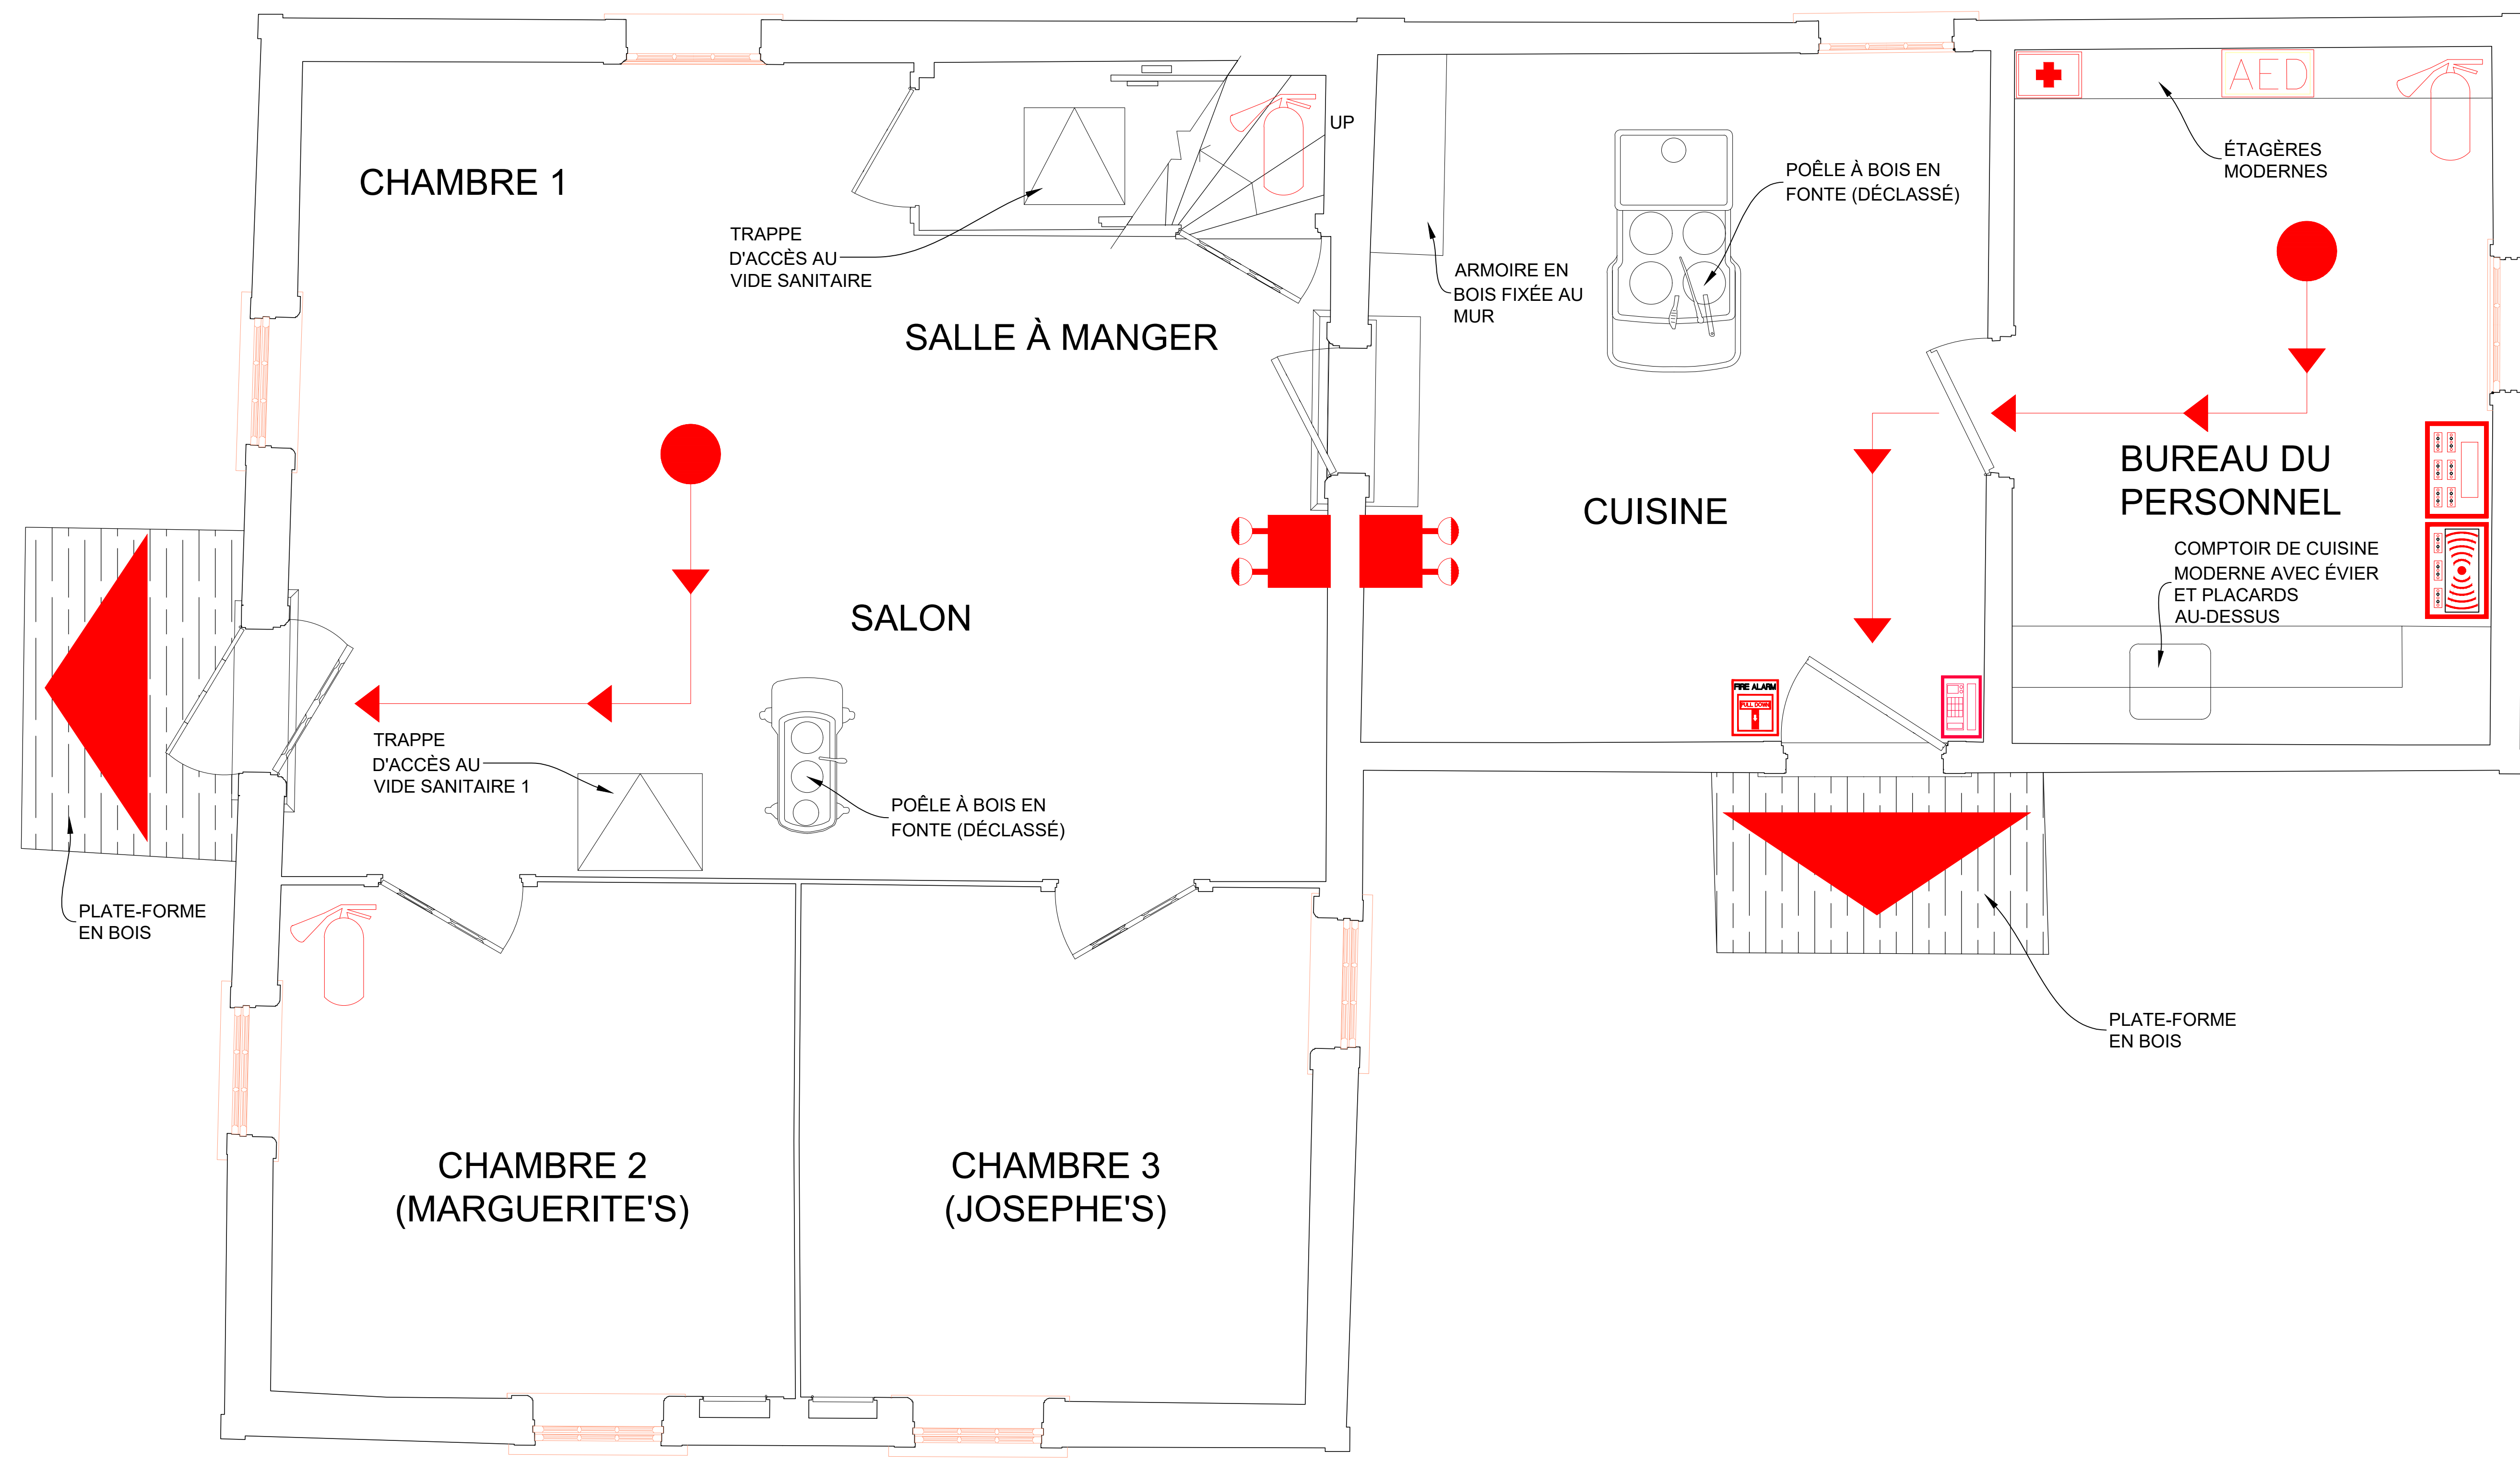 AED
UP
ÉTAGÈRES
MODERNES
CHAMBRE 1
POÊLE À BOIS EN
FONTE (DÉCLASSÉ)
TRAPPE
D'ACCÈS AU
VIDE SANITAIRE
ARMOIRE EN
BOIS FIXÉE AU
MUR
SALLE À MANGER
BUREAU DU
PERSONNEL
CUISINE
COMPTOIR DE CUISINE
MODERNE AVEC ÉVIER
ET PLACARDS
AU-DESSUS
SALON
FIRE ALARM
PULL DOWN
TRAPPE
D'ACCÈS AU
VIDE SANITAIRE 1
POÊLE À BOIS EN
FONTE (DÉCLASSÉ)
PLATE-FORME
EN BOIS
PLATE-FORME
EN BOIS
CHAMBRE 2
(MARGUERITE'S)
CHAMBRE 3
(JOSEPHE'S)